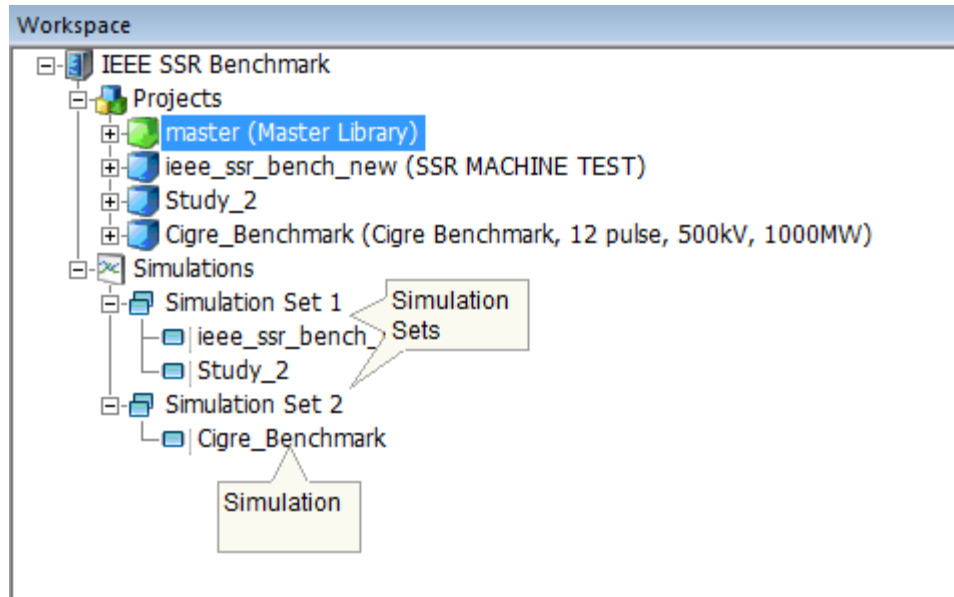 Workspace
IEEE SSR Benchmark
Projects
master (Master Library)
ieee_ssr_bench_new (SSR MACHINE TEST)
Study_2
Cigre_Benchmark (Cigre Benchmark, 12 pulse, 500kV, 1000MW)
Simulations
Simulation Set 1
Simulation
Sets
ieee_ssr_bench_
Study_2
Simulation Set 2
Cigre_Benchmark
Simulation